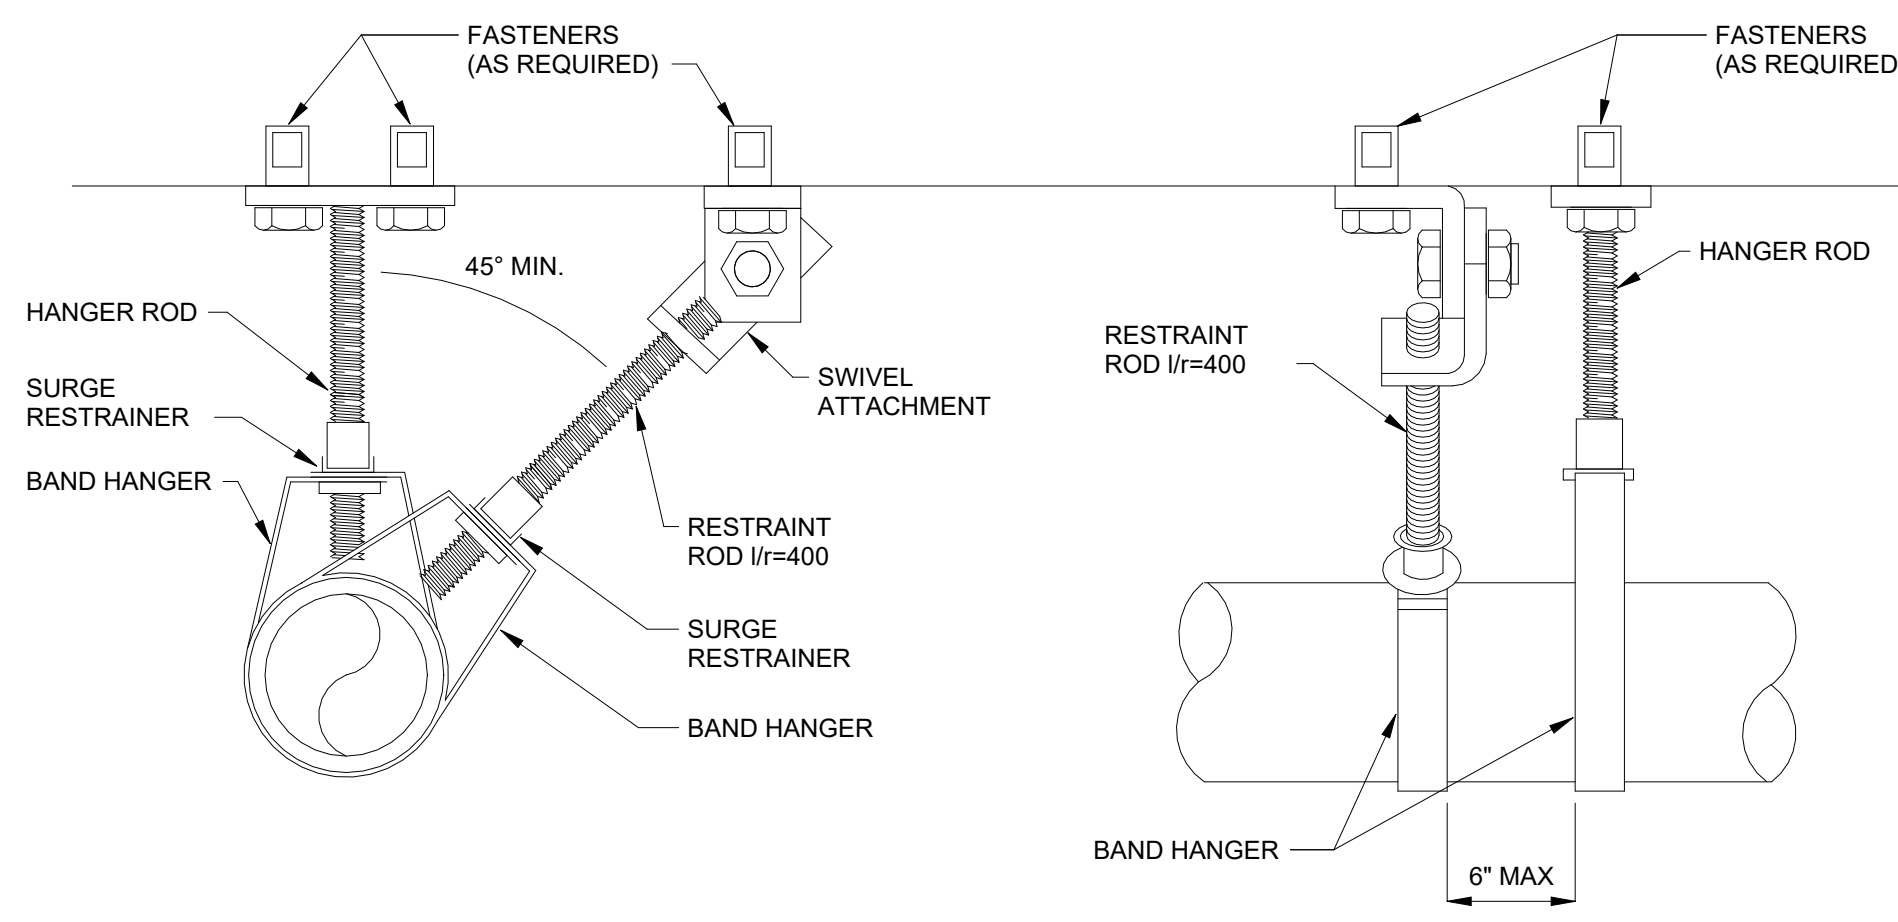 FASTENERS
(AS REQUIRED)
45° MIN.
HANGER ROD
SURGE
RESTRAINER
BAND HANGER
SWIVEL
ATTACHMENT
RESTRAINT
ROD l/r=400
SURGE
RESTRAINER
BAND HANGER
FASTENERS
(AS REQUIRED
HANGER ROD
RESTRAINT
ROD l/r=400
BAND HANGER
6" MAX